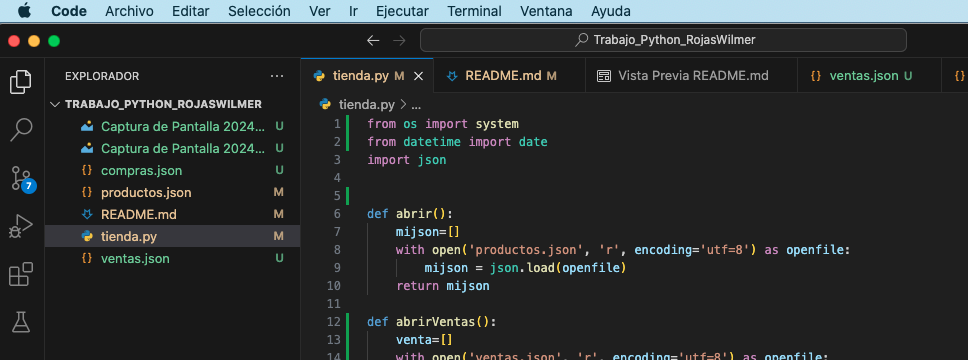 Code Archivo Editar Selección Ver Ir Ejecutar Terminal Ventana Ayuda
← → Trabajo_Python_RojasWilmer
EXPLORADOR ...
tienda.py M × README.md M Vista Previa README.md {} ventas.json U {}
TRABAJO_PYTHON_ROJASWILMER
Captura de Pantalla 2024... U
Captura de Pantalla 2024... U
{} compras.json U
{} productos.json M
README.md M
tienda.py M
{} ventas.json U
7
tienda.py > ...
1 from os import system
2 from datetime import date
3 import json
4
5
6 def abrir():
7 mijson=[]
8 with open('productos.json', 'r', encoding='utf=8') as openfile:
9 mijson = json.load(openfile)
10 return mijson
11
12 def abrirVentas():
13 venta=[]
14 with open('ventas.json', 'r', encoding='utf=8') as openfile: